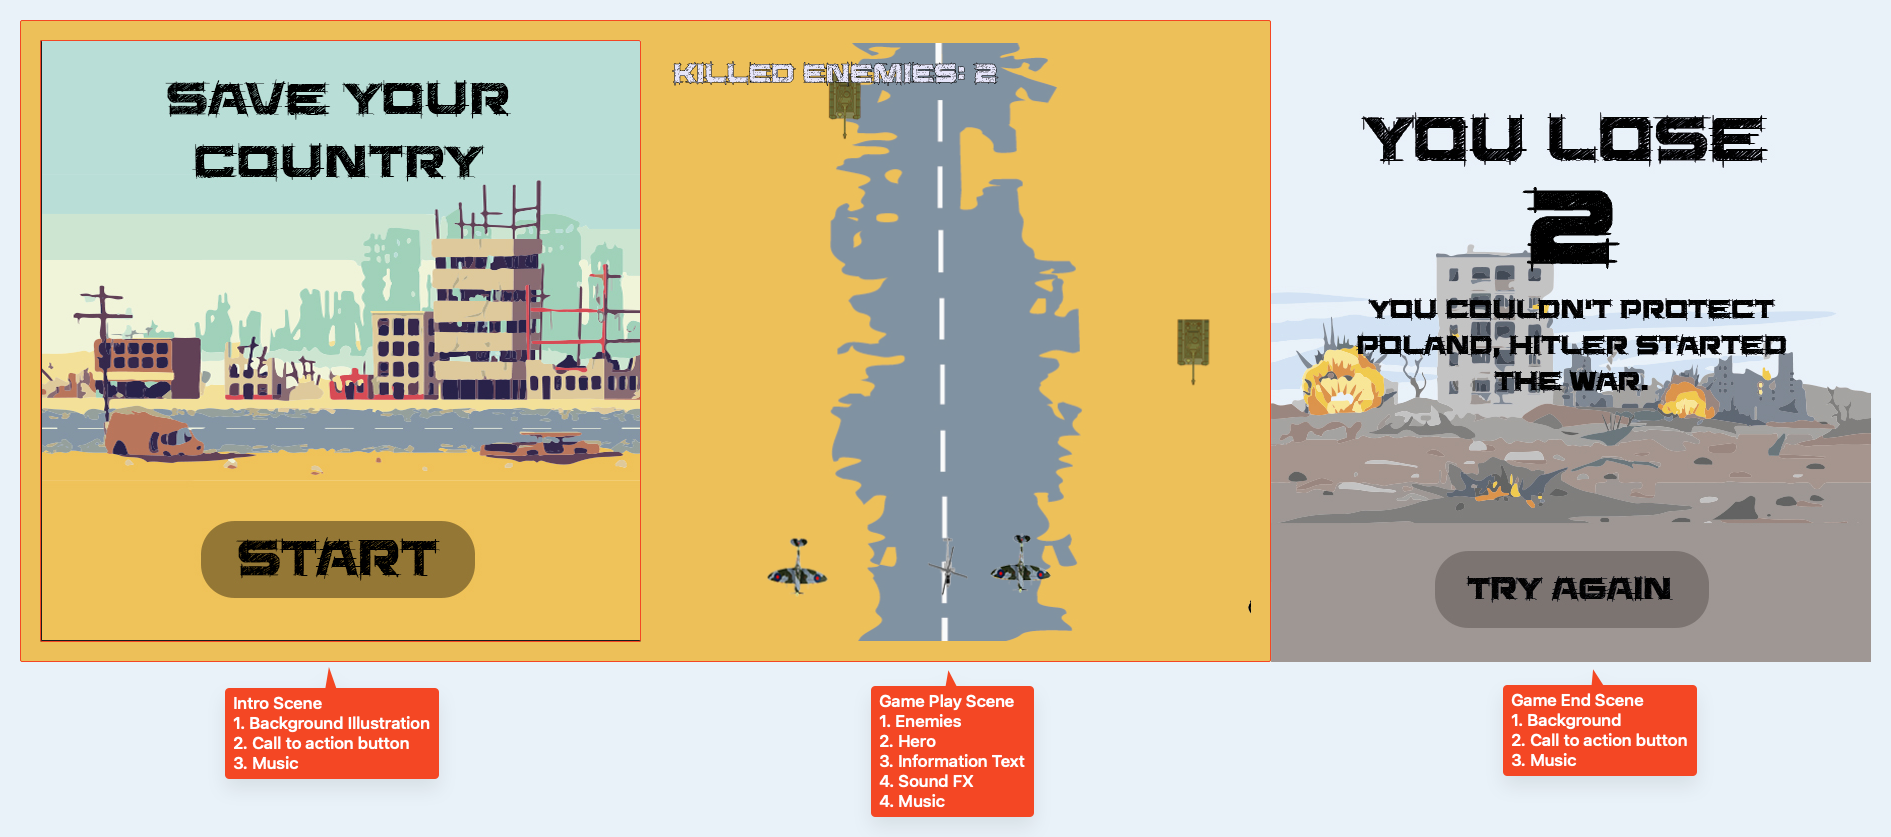 SAVE YOUR
COUNTRY
START
KILLED ENEMIES: 2
YOU LOSE
2
YOU COULDN'T PROTECT
POLAND, HITLER STARTED
THE WAR.
TRY AGAIN
Intro Scene
1. Background Illustration
2. Call to action button
3. Music
Game Play Scene
1. Enemies
2. Hero
3. Information Text
4. Sound FX
4. Music
Game End Scene
1. Background
2. Call to action button
3. Music